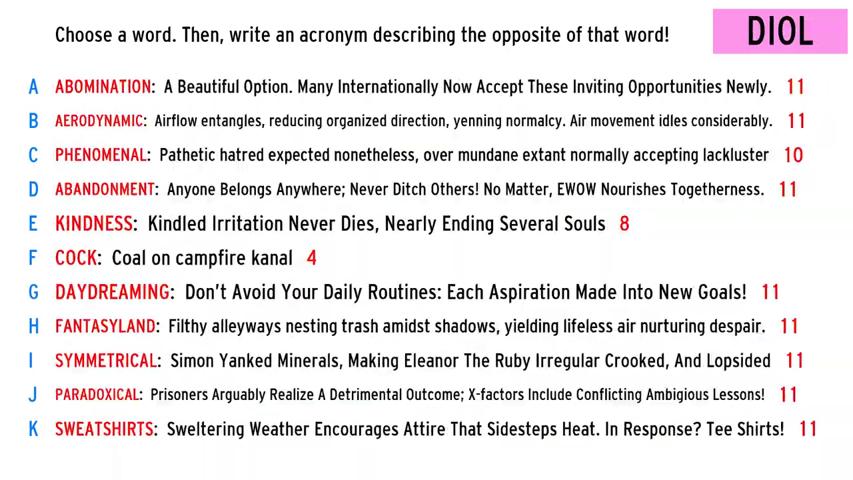 Choose a word. Then, write an acronym describing the opposite of that word!
DIOL
A ABOMINATION: A Beautiful Option. Many Internationally Now Accept These Inviting Opportunities Newly. 11
B AERODYNAMIC: Airflow entangles, reducing organized direction, yenning normalcy. Air movement idles considerably. 11
C PHENOMENAL: Pathetic hatred expected nonetheless, over mundane extant normally accepting lackluster 10
D ABANDONMENT: Anyone Belongs Anywhere; Never Ditch Others! No Matter, EWOW Nourishes Togetherness. 11
E KINDNESS: Kindled Irritation Never Dies, Nearly Ending Several Souls 8
F COCK: Coal on campfire kanal 4
G DAYDREAMING: Don't Avoid Your Daily Routines: Each Aspiration Made Into New Goals! 11
H FANTASYLAND: Filthy alleyways nesting trash amidst shadows, yielding lifeless air nurturing despair. 11
I SYMMETRICAL: Simon Yanked Minerals, Making Eleanor The Ruby Irregular Crooked, And Lopsided 11
J PARADOXICAL: Prisoners Arguably Realize A Detrimental Outcome; X-factors Include Conflicting Ambigious Lessons! 11
K SWEATSHIRTS: Sweltering Weather Encourages Attire That Sidesteps Heat. In Response? Tee Shirts! 11